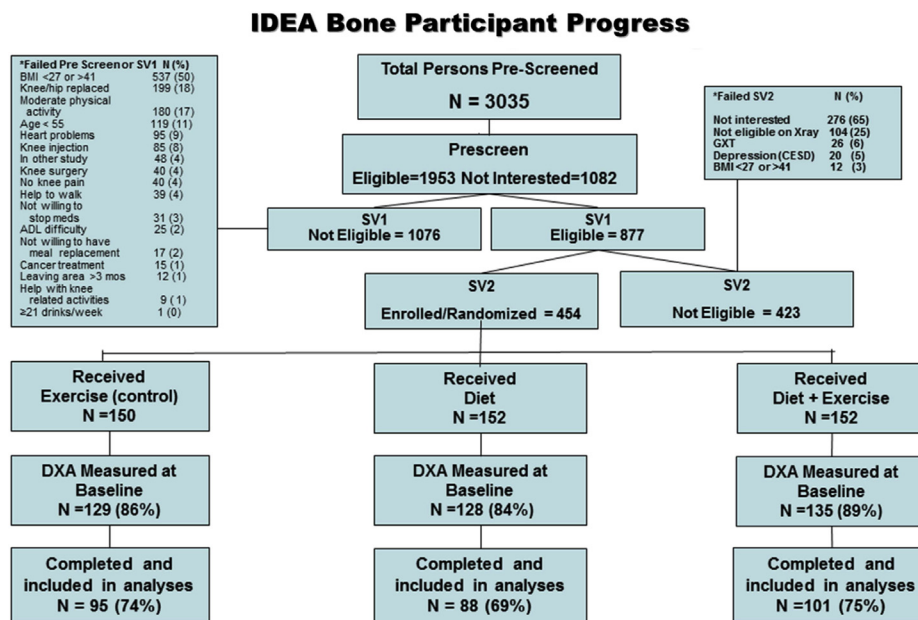 IDEA Bone Participant Progress
*Failed Pre Screen or SV1 N (%)
BMI <27 or >41 537 (50)
Knee/hip replaced 199 (18)
Moderate physical
activity 180 (17)
Age < 55 119 (11)
Heart problems 95 (9)
Knee injection 85 (8)
In other study 48 (4)
Knee surgery 40 (4)
No knee pain 40 (4)
Help to walk 39 (4)
Not willing to
stop meds 31 (3)
ADL difficulty 25 (2)
Not willing to have
meal replacement 17 (2)
Cancer treatment 15 (1)
Leaving area >3 mos 12 (1)
Help with knee
related activities 9 (1)
≥21 drinks/week 1 (0)
Total Persons Pre-Screened
N = 3035
*Failed SV2 N (%)
Not interested 276 (65)
Not eligible on Xray 104 (25)
GXT 26 (6)
Depression (CESD) 20 (5)
BMI <27 or >41 12 (3)
Prescreen
Eligible=1953 Not Interested=1082
SV1
Not Eligible = 1076
SV1
Eligible = 877
SV2
Enrolled/Randomized = 454
SV2
Not Eligible = 423
Received
Exercise (control)
N =150
Received
Diet
N =152
Received
Diet + Exercise
N =152
DXA Measured at
Baseline
N =129 (86%)
DXA Measured at
Baseline
N =128 (84%)
DXA Measured at
Baseline
N =135 (89%)
Completed and
included in analyses
N = 95 (74%)
Completed and
included in analyses
N = 88 (69%)
Completed and
included in analyses
N =101 (75%)